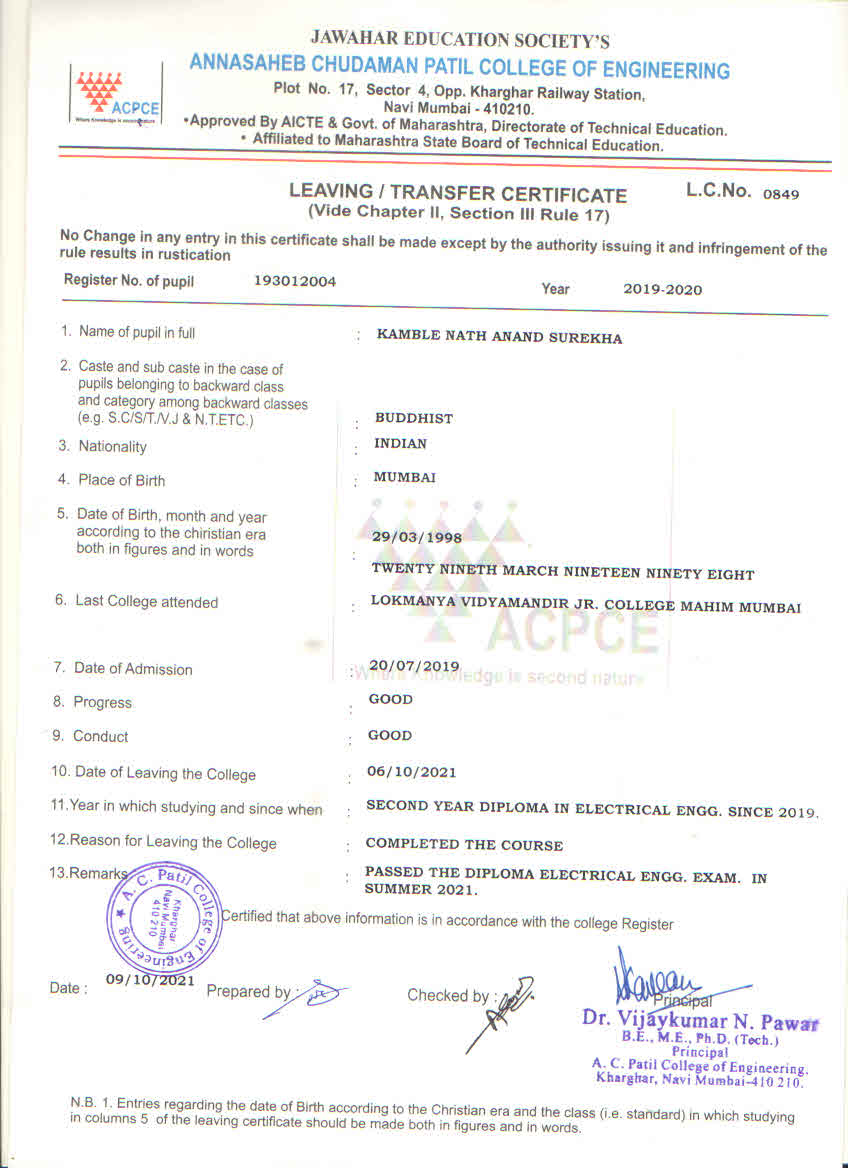 JAWAHAR EDUCATION SOCIETY'S
ANNASAHEB CHUDAMAN PATIL COLLEGE OF ENGINEERING
Plot No. 17, Sector 4, Opp. Kharghar Railway Station,
Navi Mumbai - 410210.
•Approved By AICTE & Govt. of Maharashtra, Directorate of Technical Education.
• Affiliated to Maharashtra State Board of Technical Education.
ACPCE
Where Knowledge is second nature
LEAVING / TRANSFER CERTIFICATE
L.C.No. 0849
(Vide Chapter II, Section III Rule 17)
No Change in any entry in this certificate shall be made except by the authority issuing it and infringement of the
rule results in rustication
Register No. of pupil 193012004 Year 2019-2020
1. Name of pupil in full : KAMBLE NATH ANAND SUREKHA
2. Caste and sub caste in the case of
pupils belonging to backward class
and category among backward classes
(e.g. S.C/S/T./V.J & N.T.ETC.) : BUDDHIST
3. Nationality : INDIAN
4. Place of Birth : MUMBAI
5. Date of Birth, month and year
according to the chiristian era 29/03/1998
both in figures and in words :
TWENTY NINETH MARCH NINETEEN NINETY EIGHT
6. Last College attended : LOKMANYA VIDYAMANDIR JR. COLLEGE MAHIM MUMBAI
ACPCE
7. Date of Admission : 20/07/2019
Where Knowledge is second nature
8. Progress : GOOD
9. Conduct : GOOD
10. Date of Leaving the College : 06/10/2021
11.Year in which studying and since when : SECOND YEAR DIPLOMA IN ELECTRICAL ENGG. SINCE 2019.
12.Reason for Leaving the College : COMPLETED THE COURSE
13.Remarks : PASSED THE DIPLOMA ELECTRICAL ENGG. EXAM. IN
SUMMER 2021.
A. C. Patil College of Engineering ★
Kharghar
Navi Mumbai
410 210
Certified that above information is in accordance with the college Register
Date : 09/10/2021 Prepared by : Checked by :
Principal
Dr. Vijaykumar N. Pawar
B.E., M.E., Ph.D. (Tech.)
Principal
A. C. Patil College of Engineering.
Kharghar, Navi Mumbai-410 210.
N.B. 1. Entries regarding the date of Birth according to the Christian era and the class (i.e. standard) in which studying
in columns 5 of the leaving certificate should be made both in figures and in words.